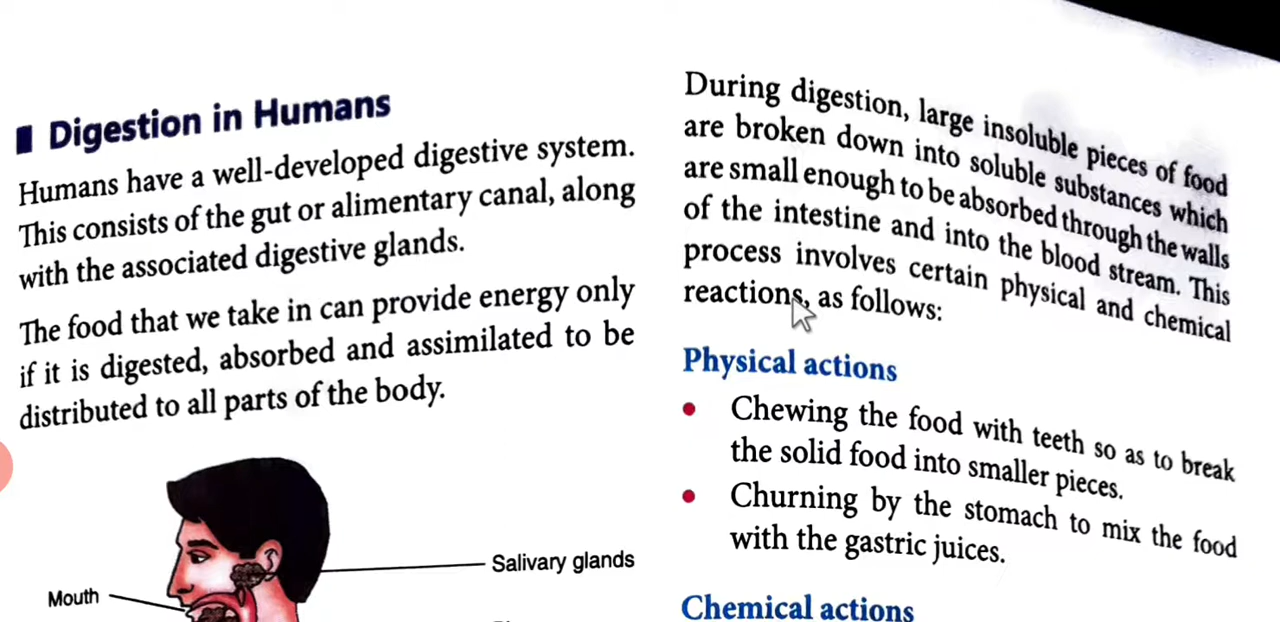 Digestion in Humans
Humans have a well-developed digestive system.
This consists of the gut or alimentary canal, along
with the associated digestive glands.
The food that we take in can provide energy only
if it is digested, absorbed and assimilated to be
distributed to all parts of the body.
Salivary glands
Mouth
During digestion, large insoluble pieces of food
are broken down into soluble substances which
are small enough to be absorbed through the walls
of the intestine and into the blood stream. This
process involves certain physical and chemical
reactions, as follows:
Physical actions
• Chewing the food with teeth so as to break
the solid food into smaller pieces.
• Churning by the stomach to mix the food
with the gastric juices.
Chemical actions